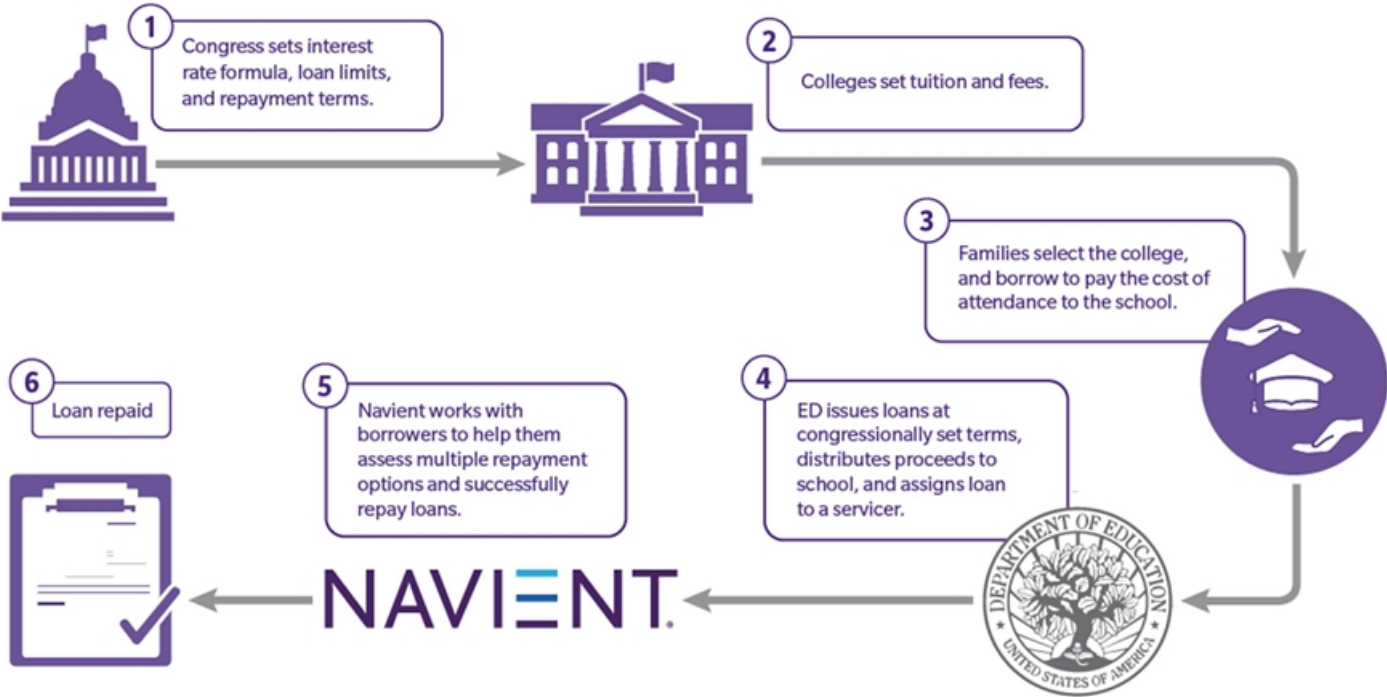 1
Congress sets interest
rate formula, loan limits,
and repayment terms.
2
Colleges set tuition and fees.
3
Families select the college,
and borrow to pay the cost of
attendance to the school.
4
ED issues loans at
congressionally set terms,
distributes proceeds to
school, and assigns loan
to a servicer.
DEPARTMENT OF EDUCATION
UNITED STATES OF AMERICA
5
Navient works with
borrowers to help them
assess multiple repayment
options and successfully
repay loans.
NAVIENT®
6
Loan repaid